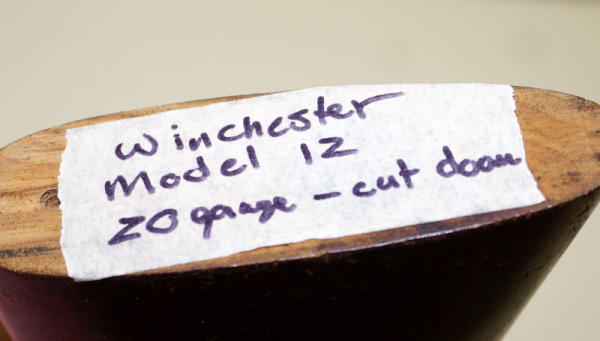 Winchester
Model 12
20 gauge - cut down